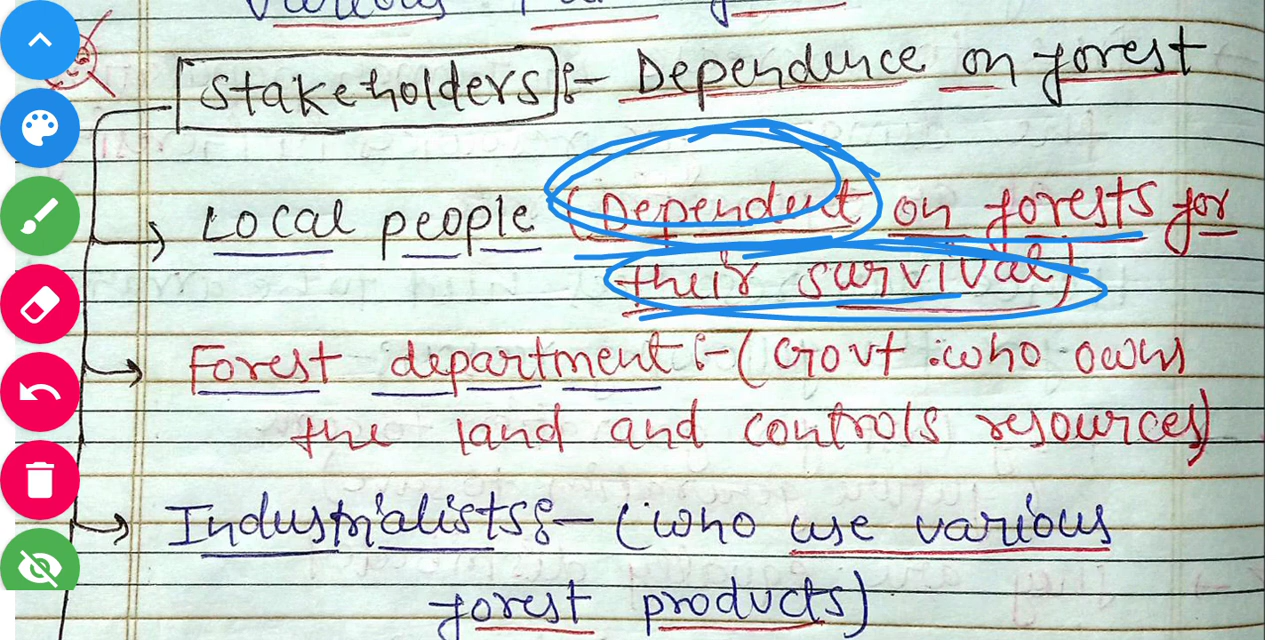 Stakeholders :- Dependence on forest
Local people (Dependent on forests for
their survival)
Forest department :- (Govt. who owns
the land and controls resources)
Industrialists :- (who use various
forest products)